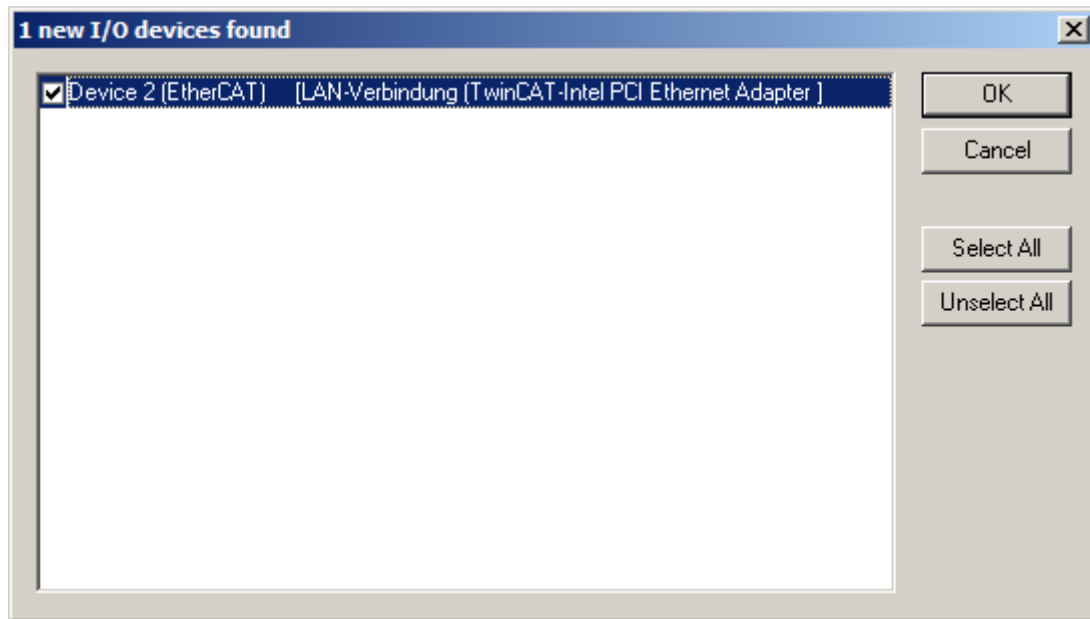 1 new I/O devices found
Device 2 (EtherCAT) [LAN-Verbindung (TwinCAT-Intel PCI Ethernet Adapter ]
OK
Cancel
Select All
Unselect All